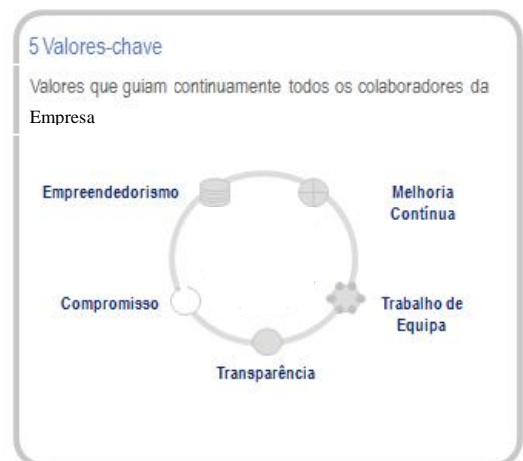 5 Valores-chave
Valores que guiam continuamente todos os colaboradores da
Empresa
Empreendedorismo
Melhoria
Contínua
Compromisso
Trabalho de
Equipa
Transparência